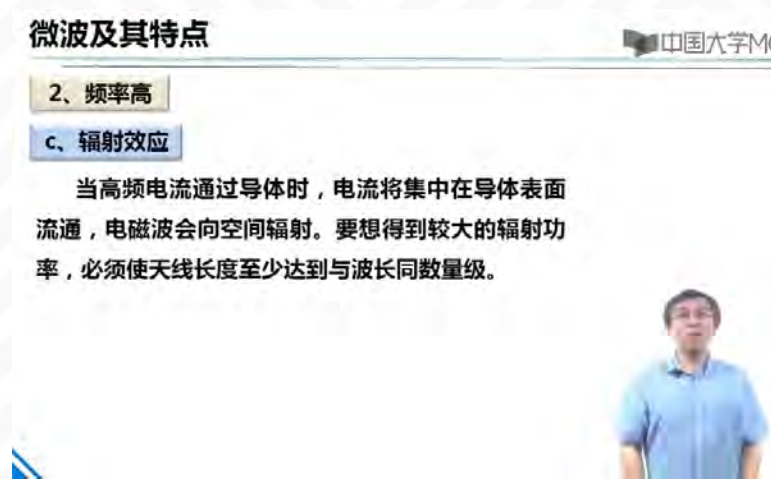 微波及其特点
中国大学MO
2、频率高
c、辐射效应
当高频电流通过导体时，电流将集中在导体表面
流通，电磁波会向空间辐射。要想得到较大的辐射功
率，必须使天线长度至少达到与波长同数量级。